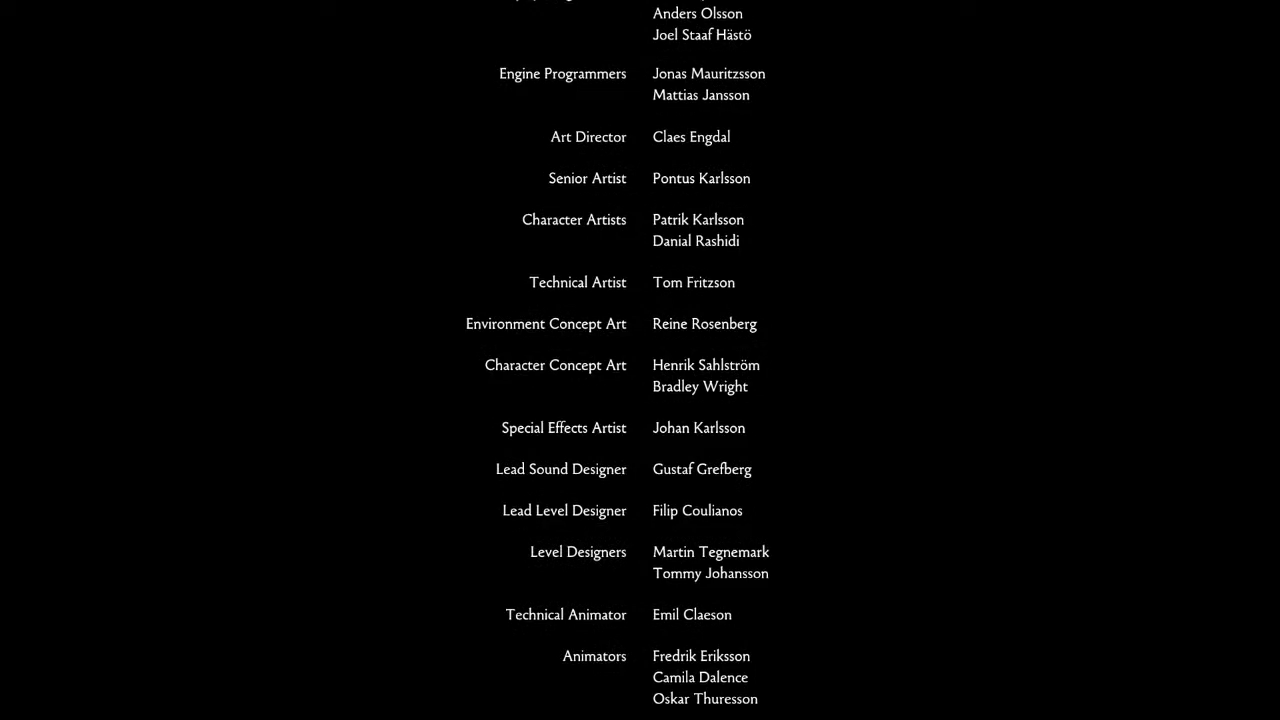 Anders Olsson
Joel Staaf Hästö
Engine Programmers Jonas Mauritzsson
Mattias Jansson
Art Director Claes Engdal
Senior Artist Pontus Karlsson
Character Artists Patrik Karlsson
Danial Rashidi
Technical Artist Tom Fritzson
Environment Concept Art Reine Rosenberg
Character Concept Art Henrik Sahlström
Bradley Wright
Special Effects Artist Johan Karlsson
Lead Sound Designer Gustaf Grefberg
Lead Level Designer Filip Coulianos
Level Designers Martin Tegnemark
Tommy Johansson
Technical Animator Emil Claeson
Animators Fredrik Eriksson
Camila Dalence
Oskar Thuresson